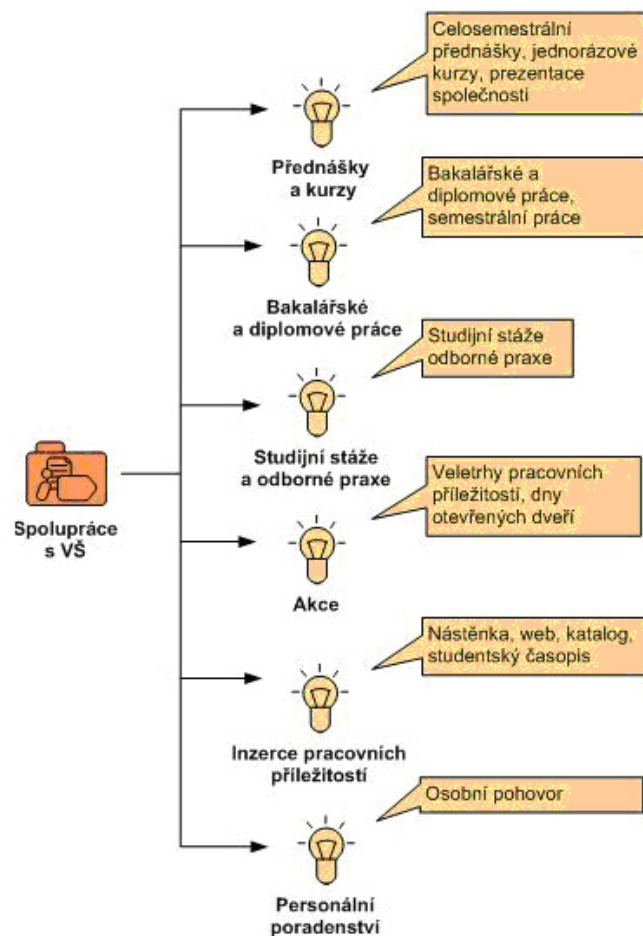 Celosemestrální
přednášky, jednorázové
kurzy, prezentace
společnosti
Přednášky
a kurzy
Bakalářské a
diplomové práce,
semestrální práce
Bakalářské
a diplomové práce
Studijní stáže
odborné praxe
Studijní stáže
a odborné praxe
Spolupráce
s VŠ
Veletrhy pracovních
příležitostí, dny
otevřených dveří
Akce
Nástěnka, web, katalog,
studentský časopis
Inzerce pracovních
příležitostí
Osobní pohovor
Personální
poradenství